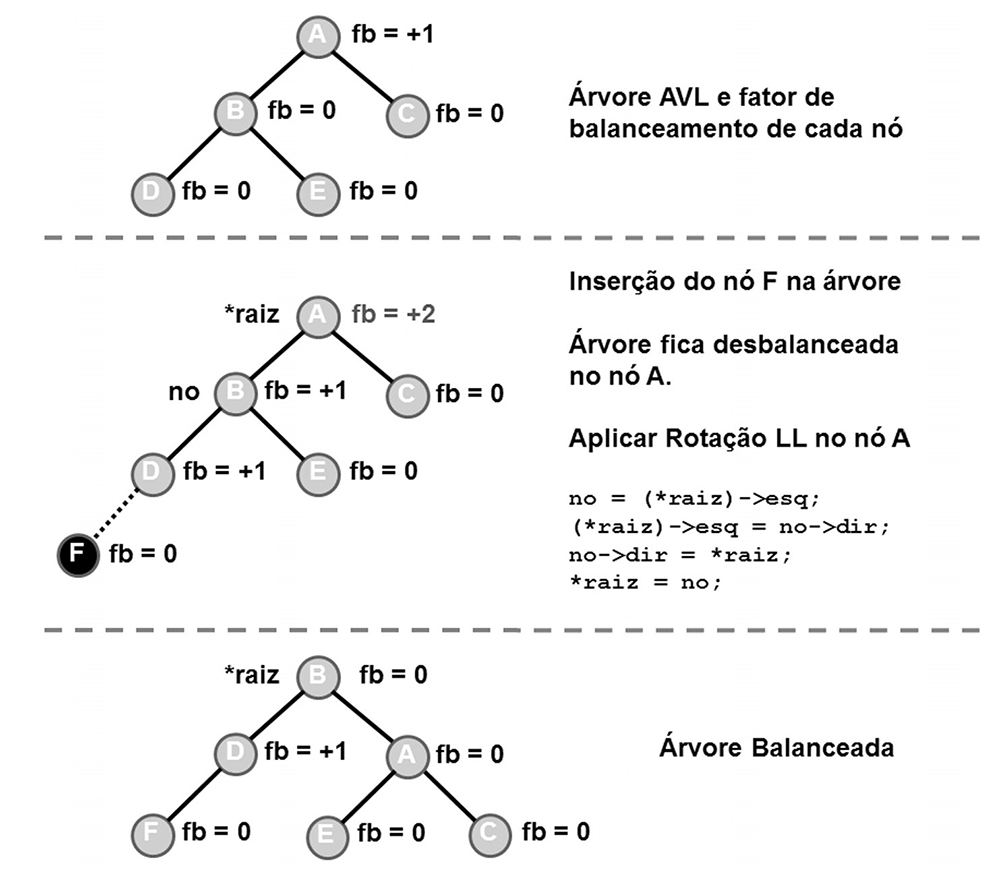 A fb = +1
Árvore AVL e fator de
balanceamento de cada nó
B fb = 0
C fb = 0
D fb = 0
E fb = 0
Inserção do nó F na árvore
*raiz A fb = +2
Árvore fica desbalanceada
no nó A.
no B fb = +1
C fb = 0
Aplicar Rotação LL no nó A
D fb = +1
E fb = 0
no = (*raiz)->esq;
(*raiz)->esq = no->dir;
no->dir = *raiz;
*raiz = no;
F fb = 0
*raiz B fb = 0
D fb = +1
A fb = 0
Árvore Balanceada
F fb = 0
E fb = 0
C fb = 0